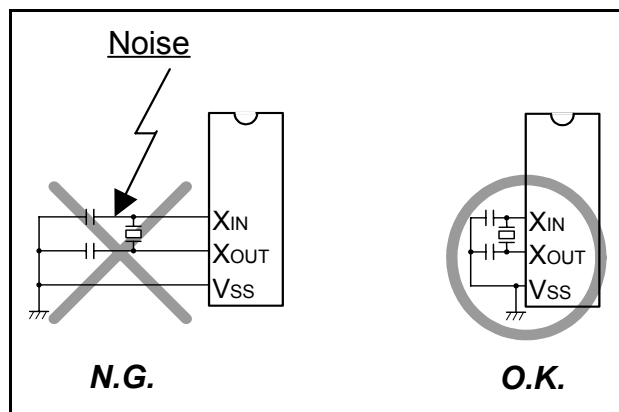 Noise
XIN
XOUT
VSS
N.G.
XIN
XOUT
VSS
O.K.